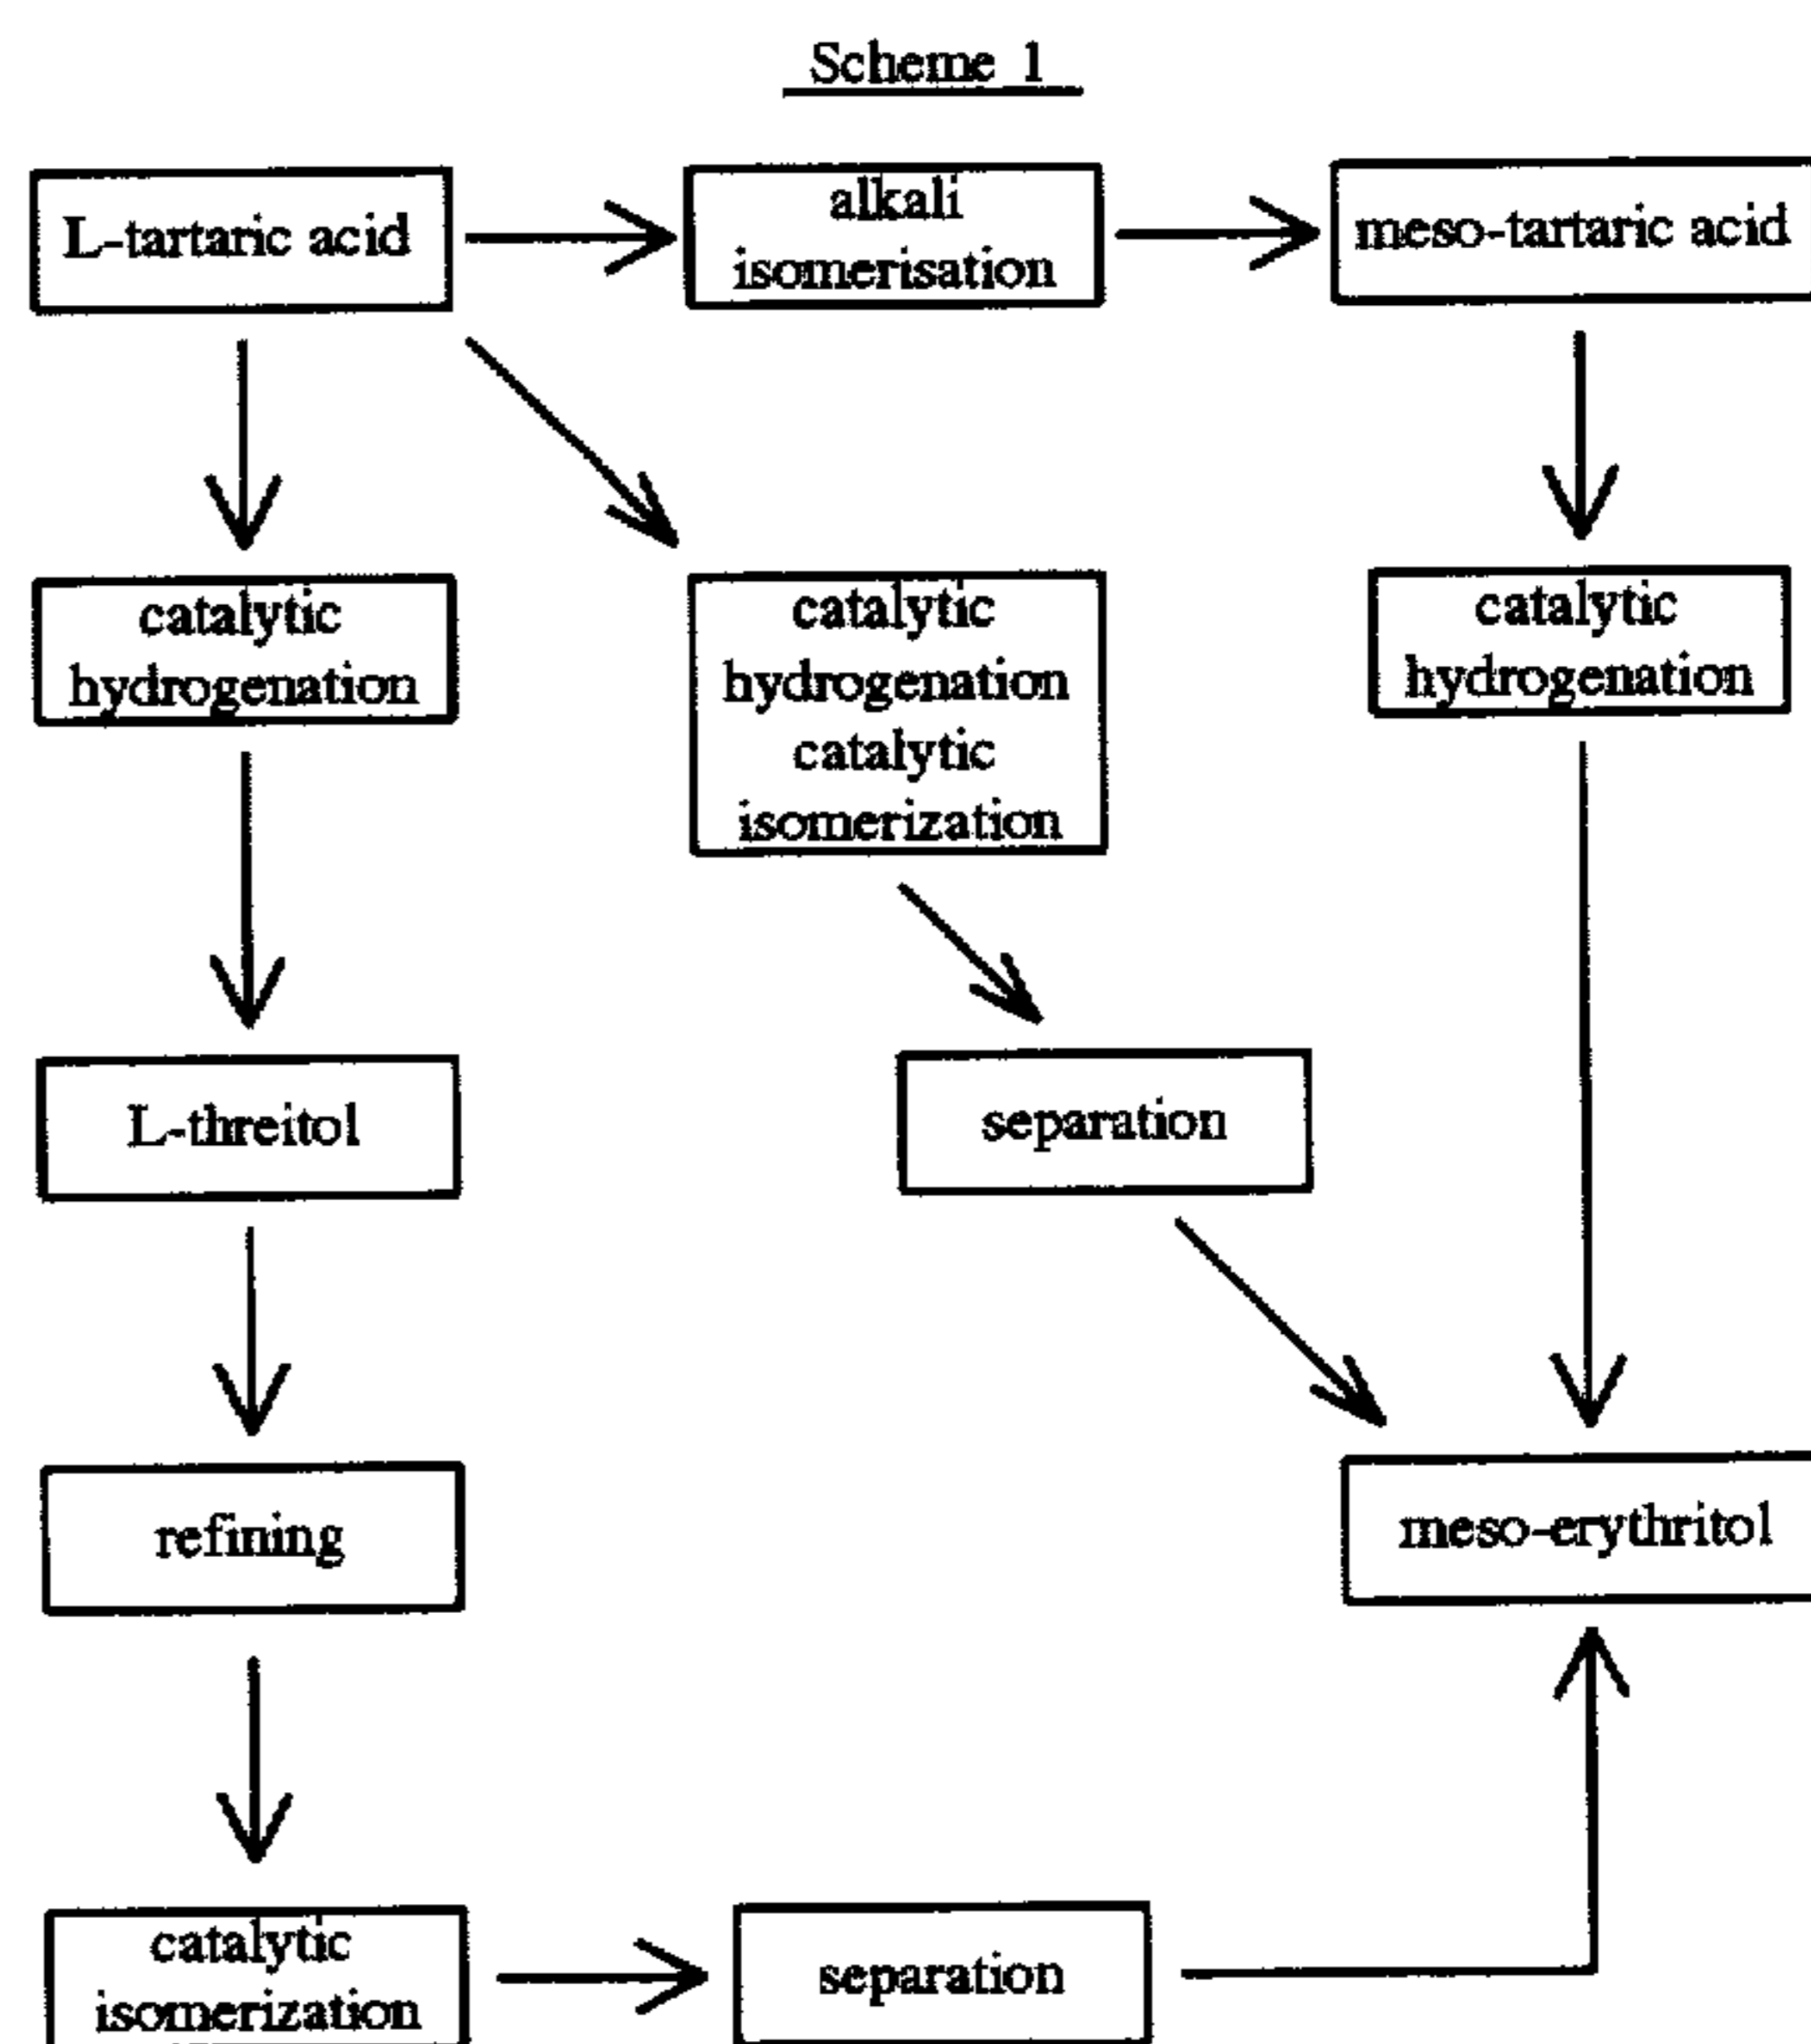 Scheme 1
L-tartaric acid
alkali
isomerisation
meso-tartaric acid
catalytic
hydrogenation
catalytic
hydrogenation
catalytic
isomerization
catalytic
hydrogenation
L-threitol
separation
refining
meso-erythritol
catalytic
isomerization
separation